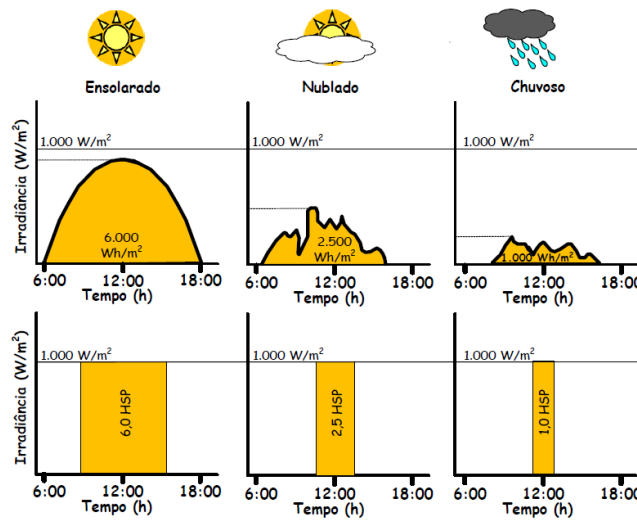 Ensolarado
Nublado
Chuvoso
Irradiância (W/m²)
1.000 W/m²
6.000
Wh/m²
6:00
12:00
18:00
Tempo (h)
1.000 W/m²
2.500
Wh/m²
6:00
12:00
18:00
Tempo (h)
1.000 W/m²
1.000 Wh/m²
6:00
12:00
18:00
Tempo (h)
Irradiância (W/m²)
1.000 W/m²
6,0 HSP
6:00
12:00
18:00
Tempo (h)
1.000 W/m²
2,5 HSP
6:00
12:00
18:00
Tempo (h)
1.000 W/m²
1,0 HSP
6:00
12:00
18:00
Tempo (h)